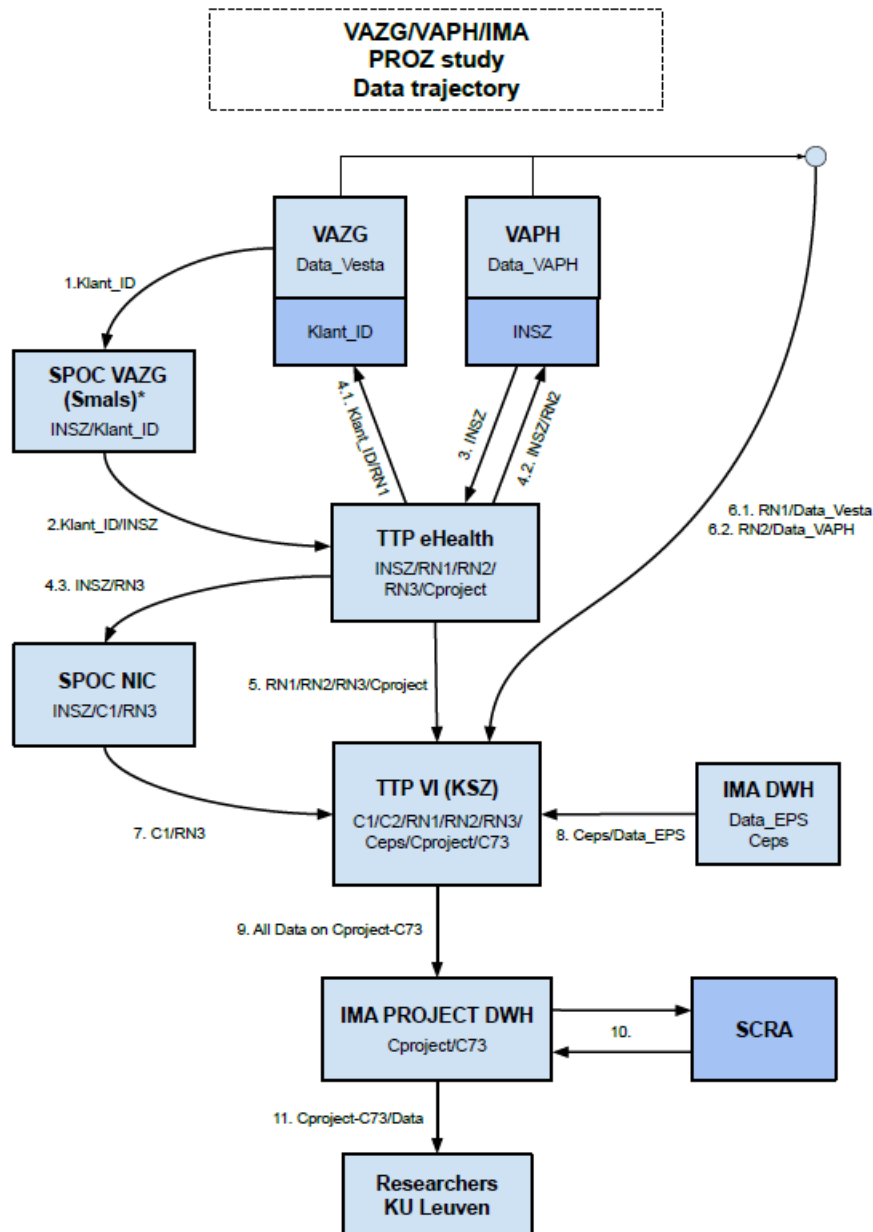 VAZG/VAPH/IMA
PROZ study
Data trajectory
VAZG
Data_Vesta
Klant_ID
VAPH
Data_VAPH
INSZ
1.Klant_ID
SPOC VAZG
(Smals)*
INSZ/Klant_ID
4.1. Klant_ID/RN1
3. INSZ
4.2. INSZ/RN2
2.Klant_ID/INSZ
TTP eHealth
INSZ/RN1/RN2/
RN3/Cproject
6.1. RN1/Data_Vesta
6.2. RN2/Data_VAPH
4.3. INSZ/RN3
SPOC NIC
INSZ/C1/RN3
5. RN1/RN2/RN3/Cproject
TTP VI (KSZ)
C1/C2/RN1/RN2/RN3/
Ceps/Cproject/C73
IMA DWH
Data_EPS
Ceps
7. C1/RN3
8. Ceps/Data_EPS
9. All Data on Cproject-C73
IMA PROJECT DWH
Cproject/C73
10.
SCRA
11. Cproject-C73/Data
Researchers
KU Leuven